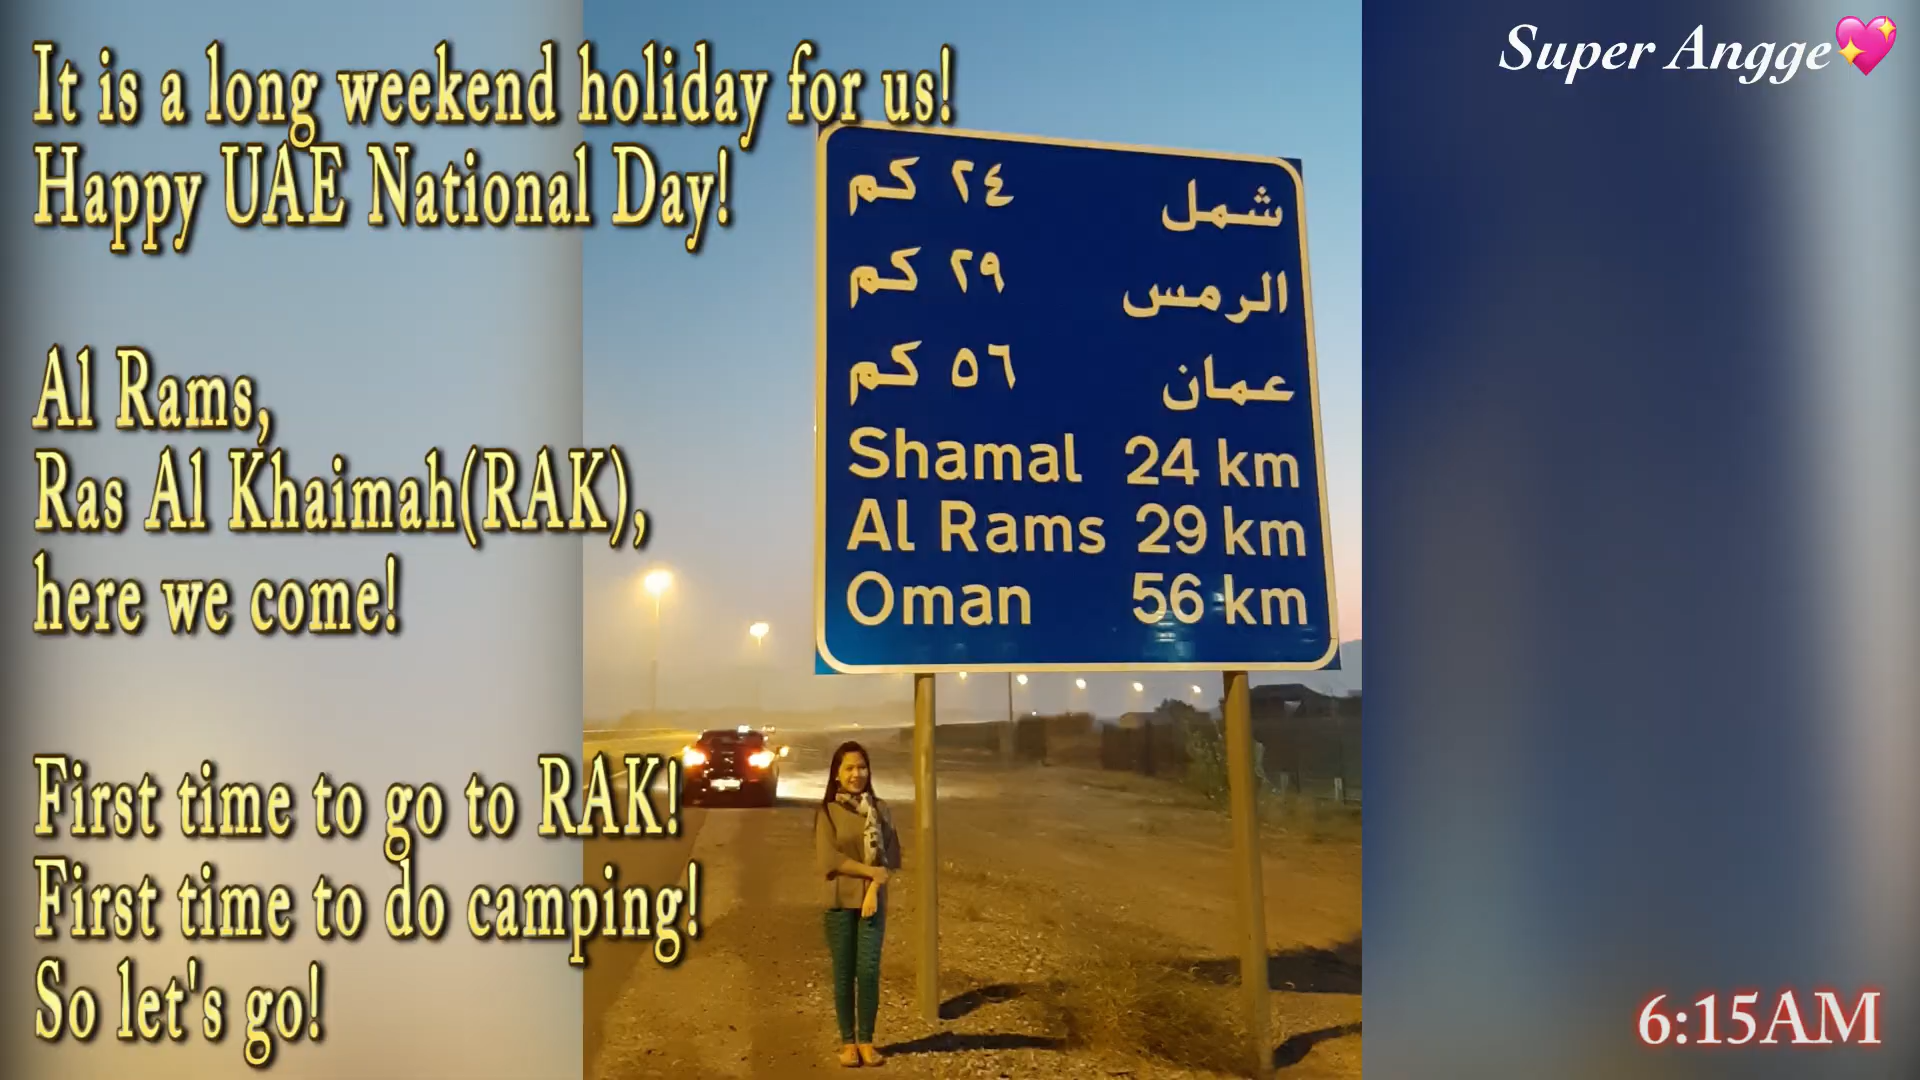 It is a long weekend holiday for us!
Happy UAE National Day!
Al Rams,
Ras Al Khaimah(RAK),
here we come!
First time to go to RAK!
First time to do camping!
So let's go!
Super Angge💖
شمل ٢٤ كم
الرمس ٢٩ كم
عمان ٥٦ كم
Shamal 24 km
Al Rams 29 km
Oman 56 km
6:15AM